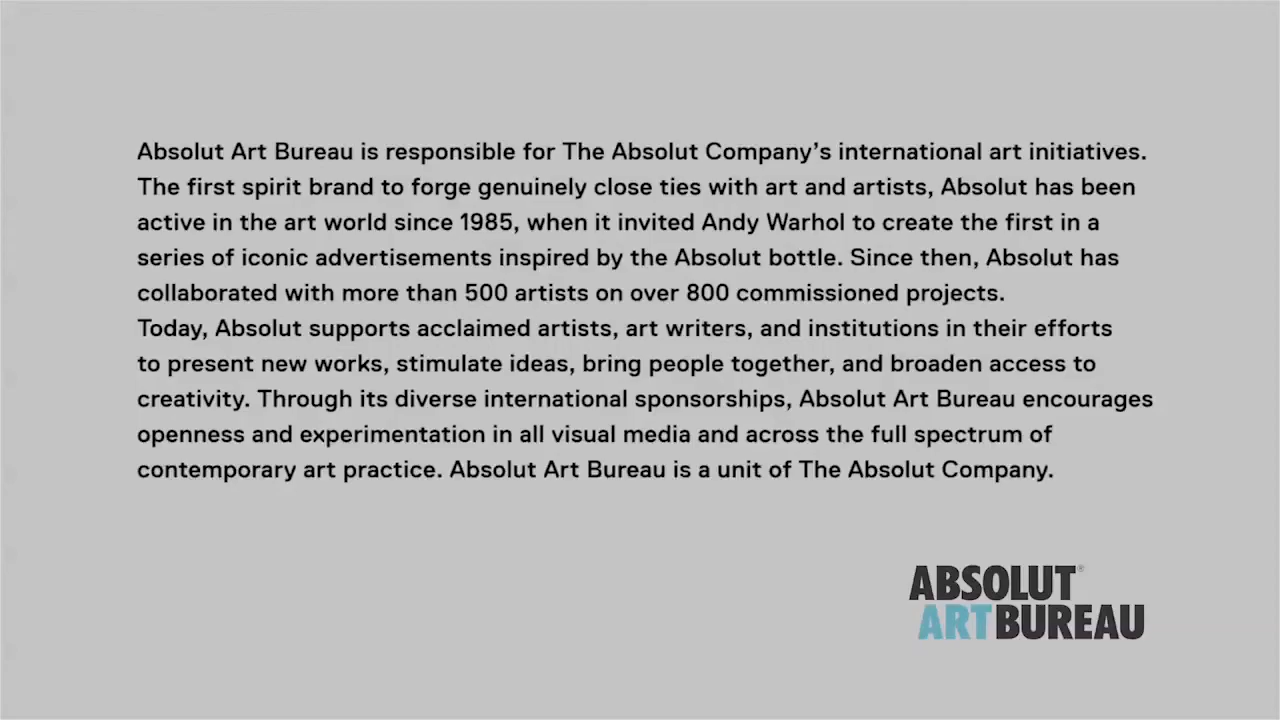 Absolut Art Bureau is responsible for The Absolut Company’s international art initiatives.
The first spirit brand to forge genuinely close ties with art and artists, Absolut has been
active in the art world since 1985, when it invited Andy Warhol to create the first in a
series of iconic advertisements inspired by the Absolut bottle. Since then, Absolut has
collaborated with more than 500 artists on over 800 commissioned projects.
Today, Absolut supports acclaimed artists, art writers, and institutions in their efforts
to present new works, stimulate ideas, bring people together, and broaden access to
creativity. Through its diverse international sponsorships, Absolut Art Bureau encourages
openness and experimentation in all visual media and across the full spectrum of
contemporary art practice. Absolut Art Bureau is a unit of The Absolut Company.
ABSOLUT®
ARTBUREAU